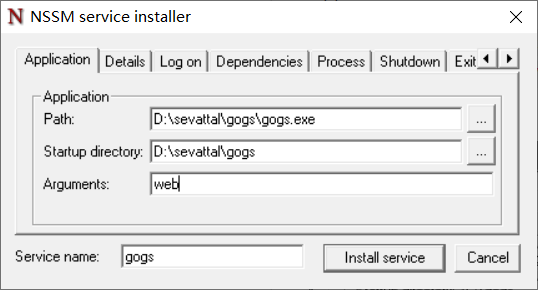 NSSM service installer
Application Details Log on Dependencies Process Shutdown Exit
Application
Path: D:\sevattal\gogs\gogs.exe ...
Startup directory: D:\sevattal\gogs ...
Arguments: web
Service name: gogs Install service Cancel